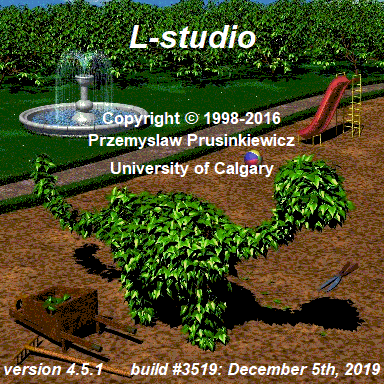 L-studio
Copyright © 1998-2016
Przemyslaw Prusinkiewicz
University of Calgary
version 4.5.1 build #3519: December 5th, 2019